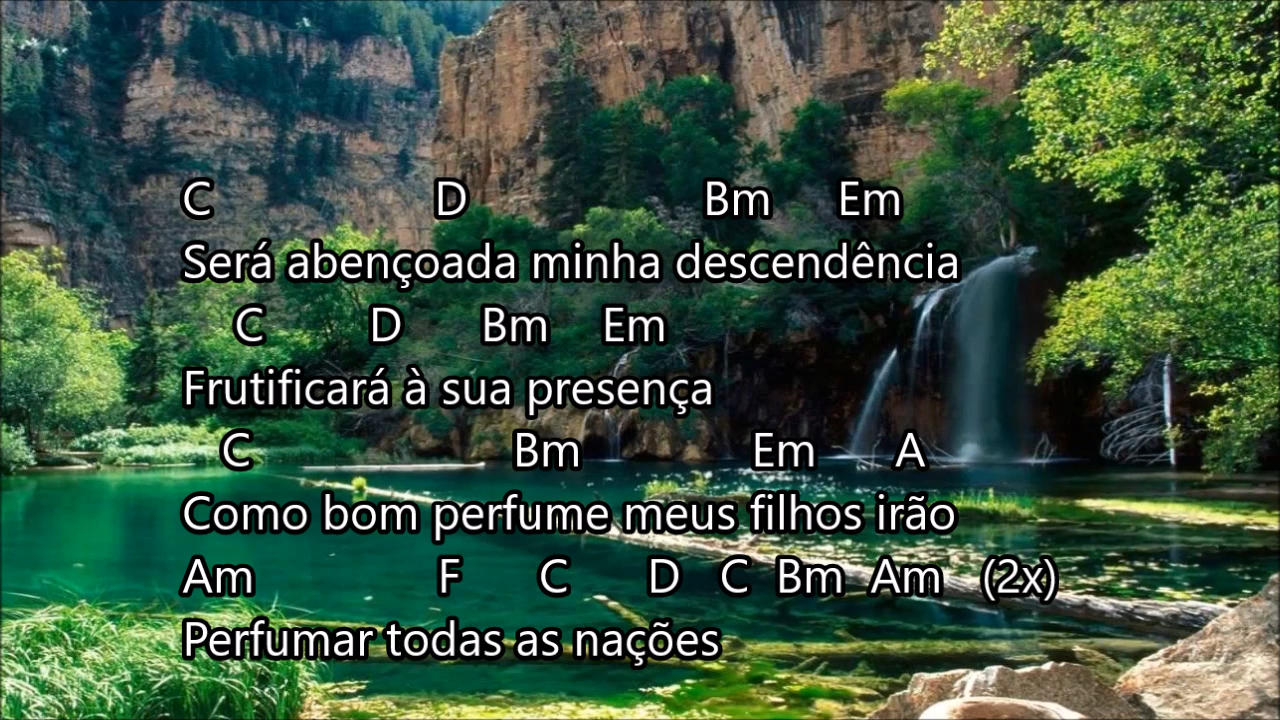 C D Bm Em
Será abençoada minha descendência
C D Bm Em
Frutificará à sua presença
C Bm Em A
Como bom perfume meus filhos irão
Am F C D C Bm Am (2x)
Perfumar todas as nações